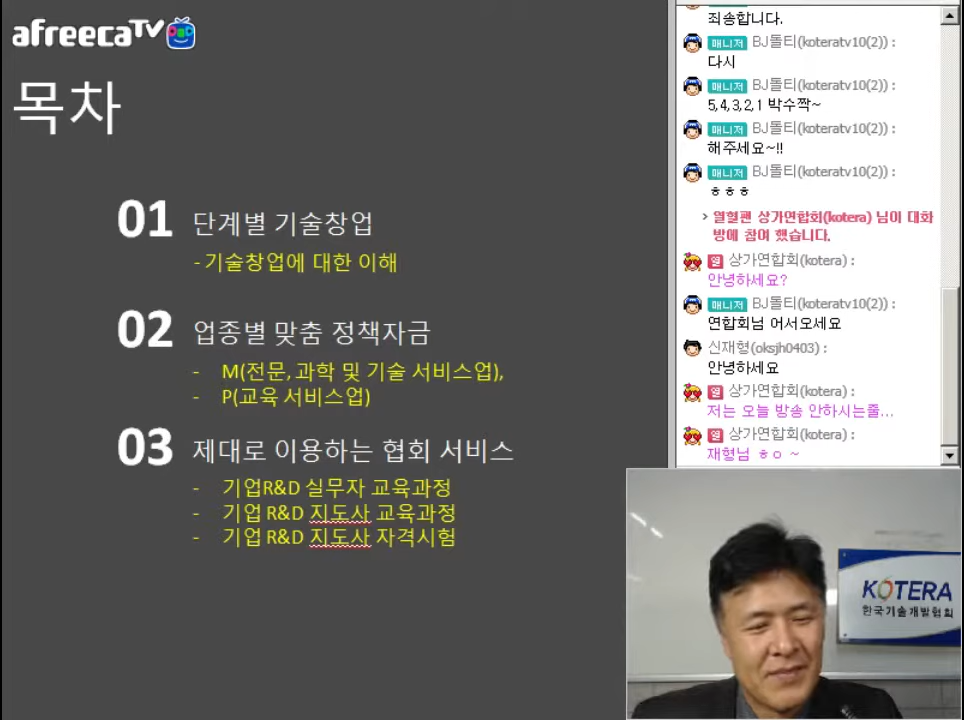 afreecaTV
목차
01 단계별 기술창업
- 기술창업에 대한 이해
02 업종별 맞춤 정책자금
- M(전문, 과학 및 기술 서비스업),
- P(교육 서비스업)
03 제대로 이용하는 협회 서비스
- 기업R&D 실무자 교육과정
- 기업 R&D 지도사 교육과정
- 기업 R&D 지도사 자격시험
죄송합니다.
매니저 BJ돌티(koteratv10(2)) :
다시
매니저 BJ돌티(koteratv10(2)) :
5,4,3,2,1 박수짝~
매니저 BJ돌티(koteratv10(2)) :
해주세요~!!
매니저 BJ돌티(koteratv10(2)) :
ㅎㅎㅎ
> 열혈팬 상가연합회(kotera) 님이 대화
방에 참여 했습니다.
열 상가연합회(kotera) :
안녕하세요?
매니저 BJ돌티(koteratv10(2)) :
연합회님 어서오세요
신재형(oksjh0403) :
안녕하세요
열 상가연합회(kotera) :
저는 오늘 방송 안하시는줄...
열 상가연합회(kotera) :
재형님 ㅎㅇ ~
KOTERA
한국기술개발협회